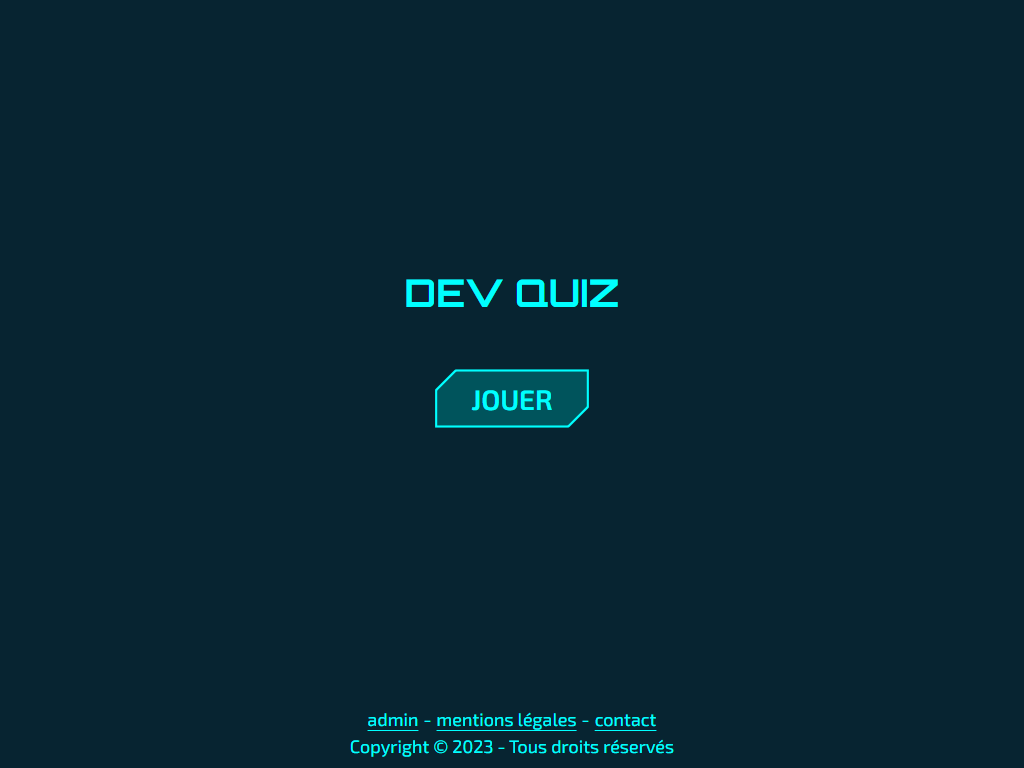 DEV QUIZ
JOUER
admin - mentions légales - contact
Copyright © 2023 - Tous droits réservés